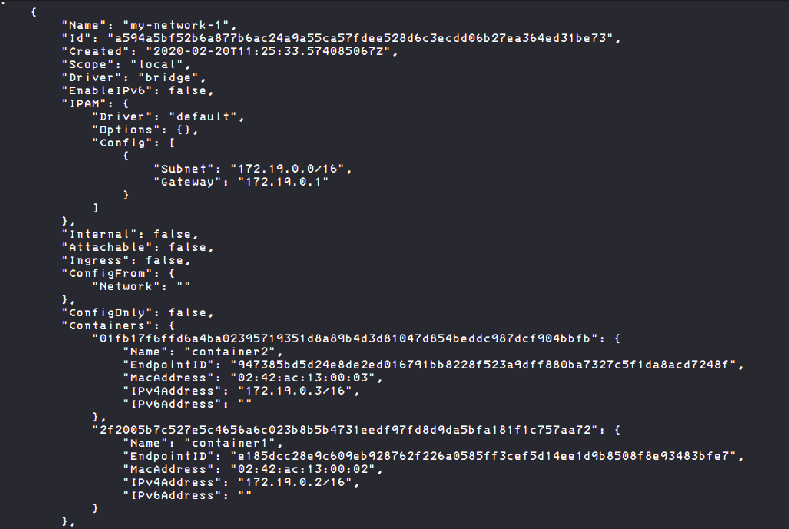 {
"Name": "my-network-1",
"Id": "a594a5bf52b6a877b6ac24a9a55ca57fdee528d6c3ecdd06b27ea364ed31be73",
"Created": "2020-02-20T11:25:33.574085067Z",
"Scope": "local",
"Driver": "bridge",
"EnableIPv6": false,
"IPAM": {
"Driver": "default",
"Options": {},
"Config": [
{
"Subnet": "172.19.0.0/16",
"Gateway": "172.19.0.1"
}
]
},
"Internal": false,
"Attachable": false,
"Ingress": false,
"ConfigFrom": {
"Network": ""
},
"ConfigOnly": false,
"Containers": {
"01fb17f6ffd6a4ba02395719351d8a89b4d3d81047d854beddc987dcf904bbfb": {
"Name": "container2",
"EndpointID": "947385bd5d24e8de2ed016791bb8228f523a9dff880ba7327c5f1da8acd7248f",
"MacAddress": "02:42:ac:13:00:03",
"IPv4Address": "172.19.0.3/16",
"IPv6Address": ""
},
"2f2005b7c527e5c4656a6c023b8b5b4731eedf97fd8d9da5bfa181f1c757aa72": {
"Name": "container1",
"EndpointID": "e185dcc28e9c609eb928762f226a0585ff3cef5d14ee1d9b8508f8e93483bfe7",
"MacAddress": "02:42:ac:13:00:02",
"IPv4Address": "172.19.0.2/16",
"IPv6Address": ""
}
},